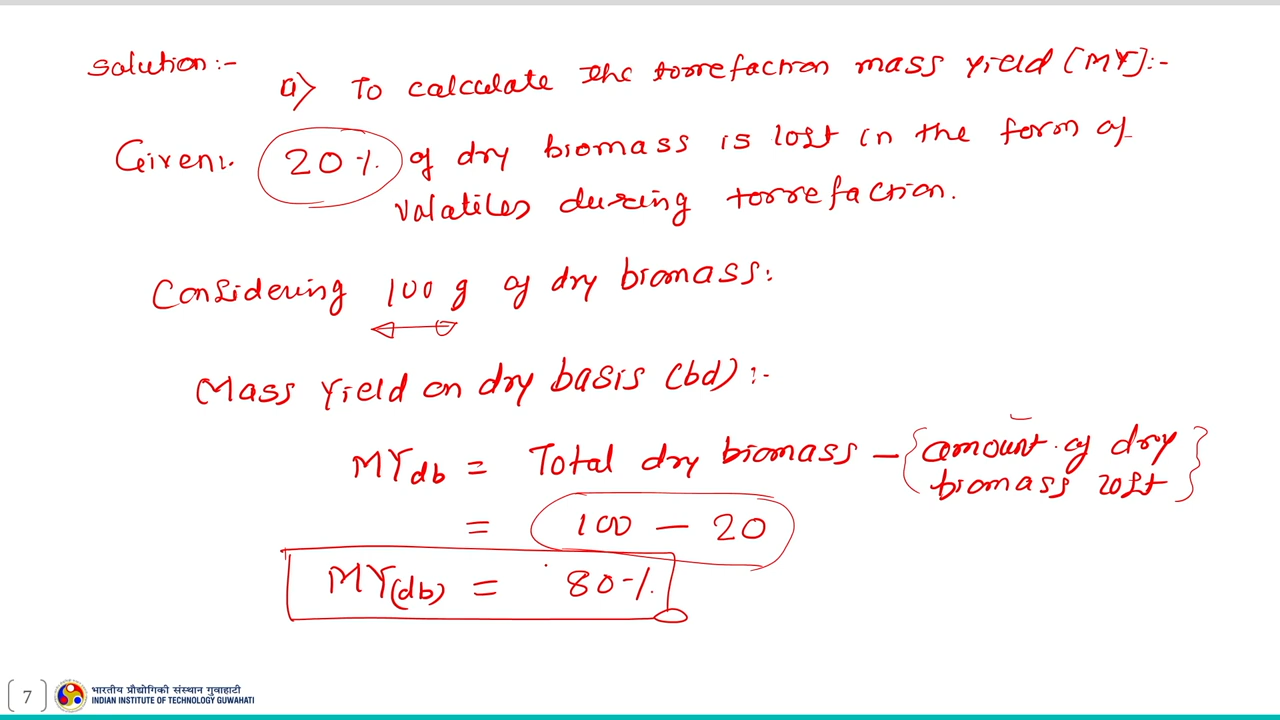 Solution :-
a) To calculate the torrefaction mass yield [MY]:-
Given:- 20% of dry biomass is lost in the form of
volatiles during torrefaction.
Considering 100 g of dry biomass:
Mass yield on dry basis (bd) :-
MYdb = Total dry biomass - {amount of dry
biomass lost}
= 100 - 20
MY(db) = 80%
7
भारतीय प्रौद्योगिकी संस्थान गुवाहाटी
INDIAN INSTITUTE OF TECHNOLOGY GUWAHATI